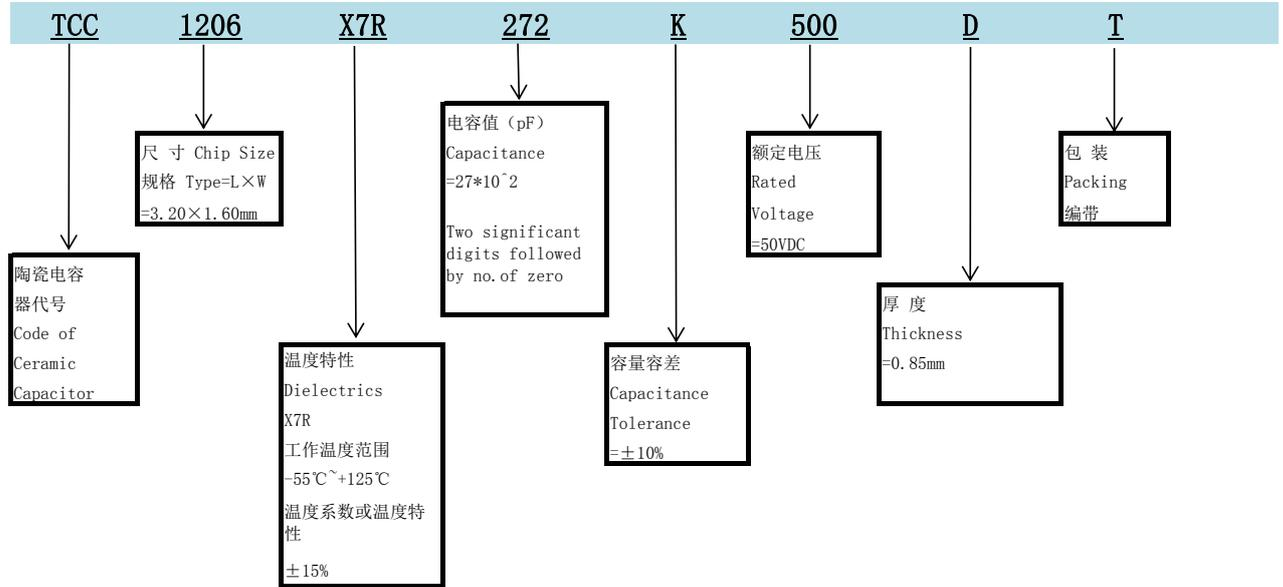 TCC 1206 X7R 272 K 500 D T
陶瓷电容
器代号
Code of
Ceramic
Capacitor
尺 寸 Chip Size
规格 Type=L×W
=3.20×1.60mm
温度特性
Dielectrics
X7R
工作温度范围
-55℃~+125℃
温度系数或温度特
性
±15%
电容值（pF）
Capacitance
=27*10^2
Two significant
digits followed
by no.of zero
容量容差
Capacitance
Tolerance
=±10%
额定电压
Rated
Voltage
=50VDC
厚 度
Thickness
=0.85mm
包 装
Packing
编带